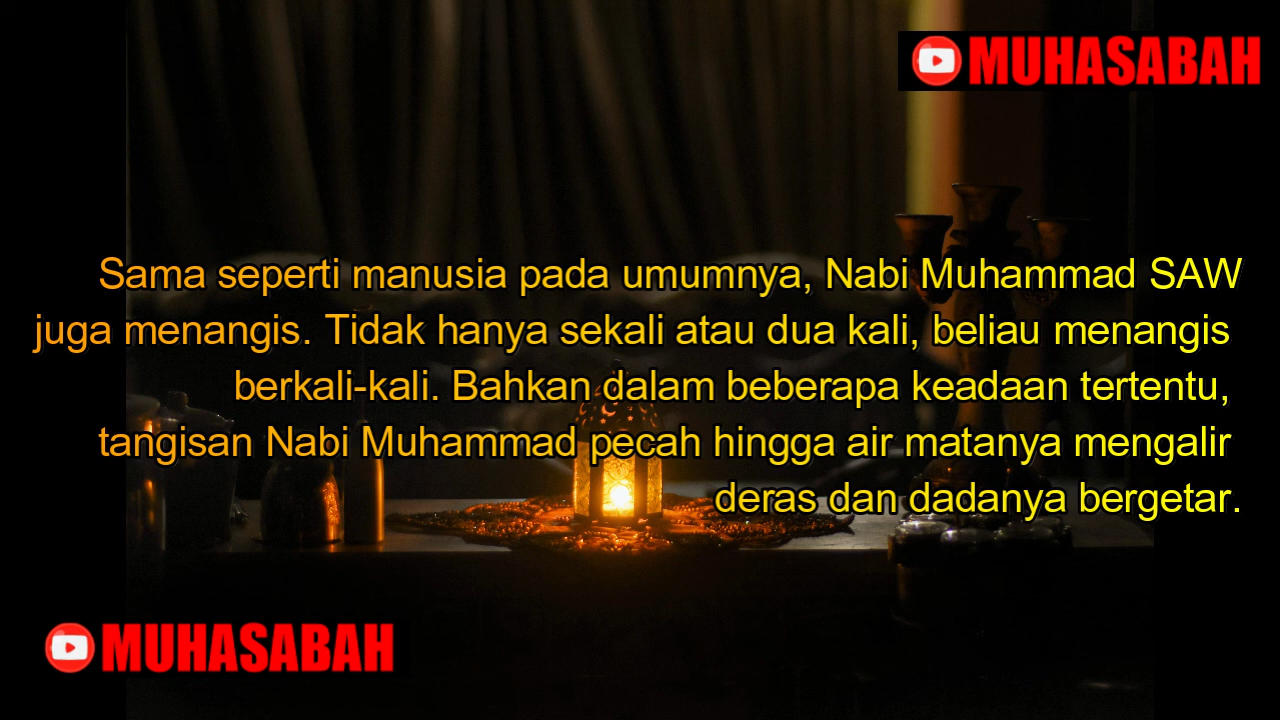 MUHASABAH
Sama seperti manusia pada umumnya, Nabi Muhammad SAW
juga menangis. Tidak hanya sekali atau dua kali, beliau menangis
berkali-kali. Bahkan dalam beberapa keadaan tertentu,
tangisan Nabi Muhammad pecah hingga air matanya mengalir
deras dan dadanya bergetar.
MUHASABAH